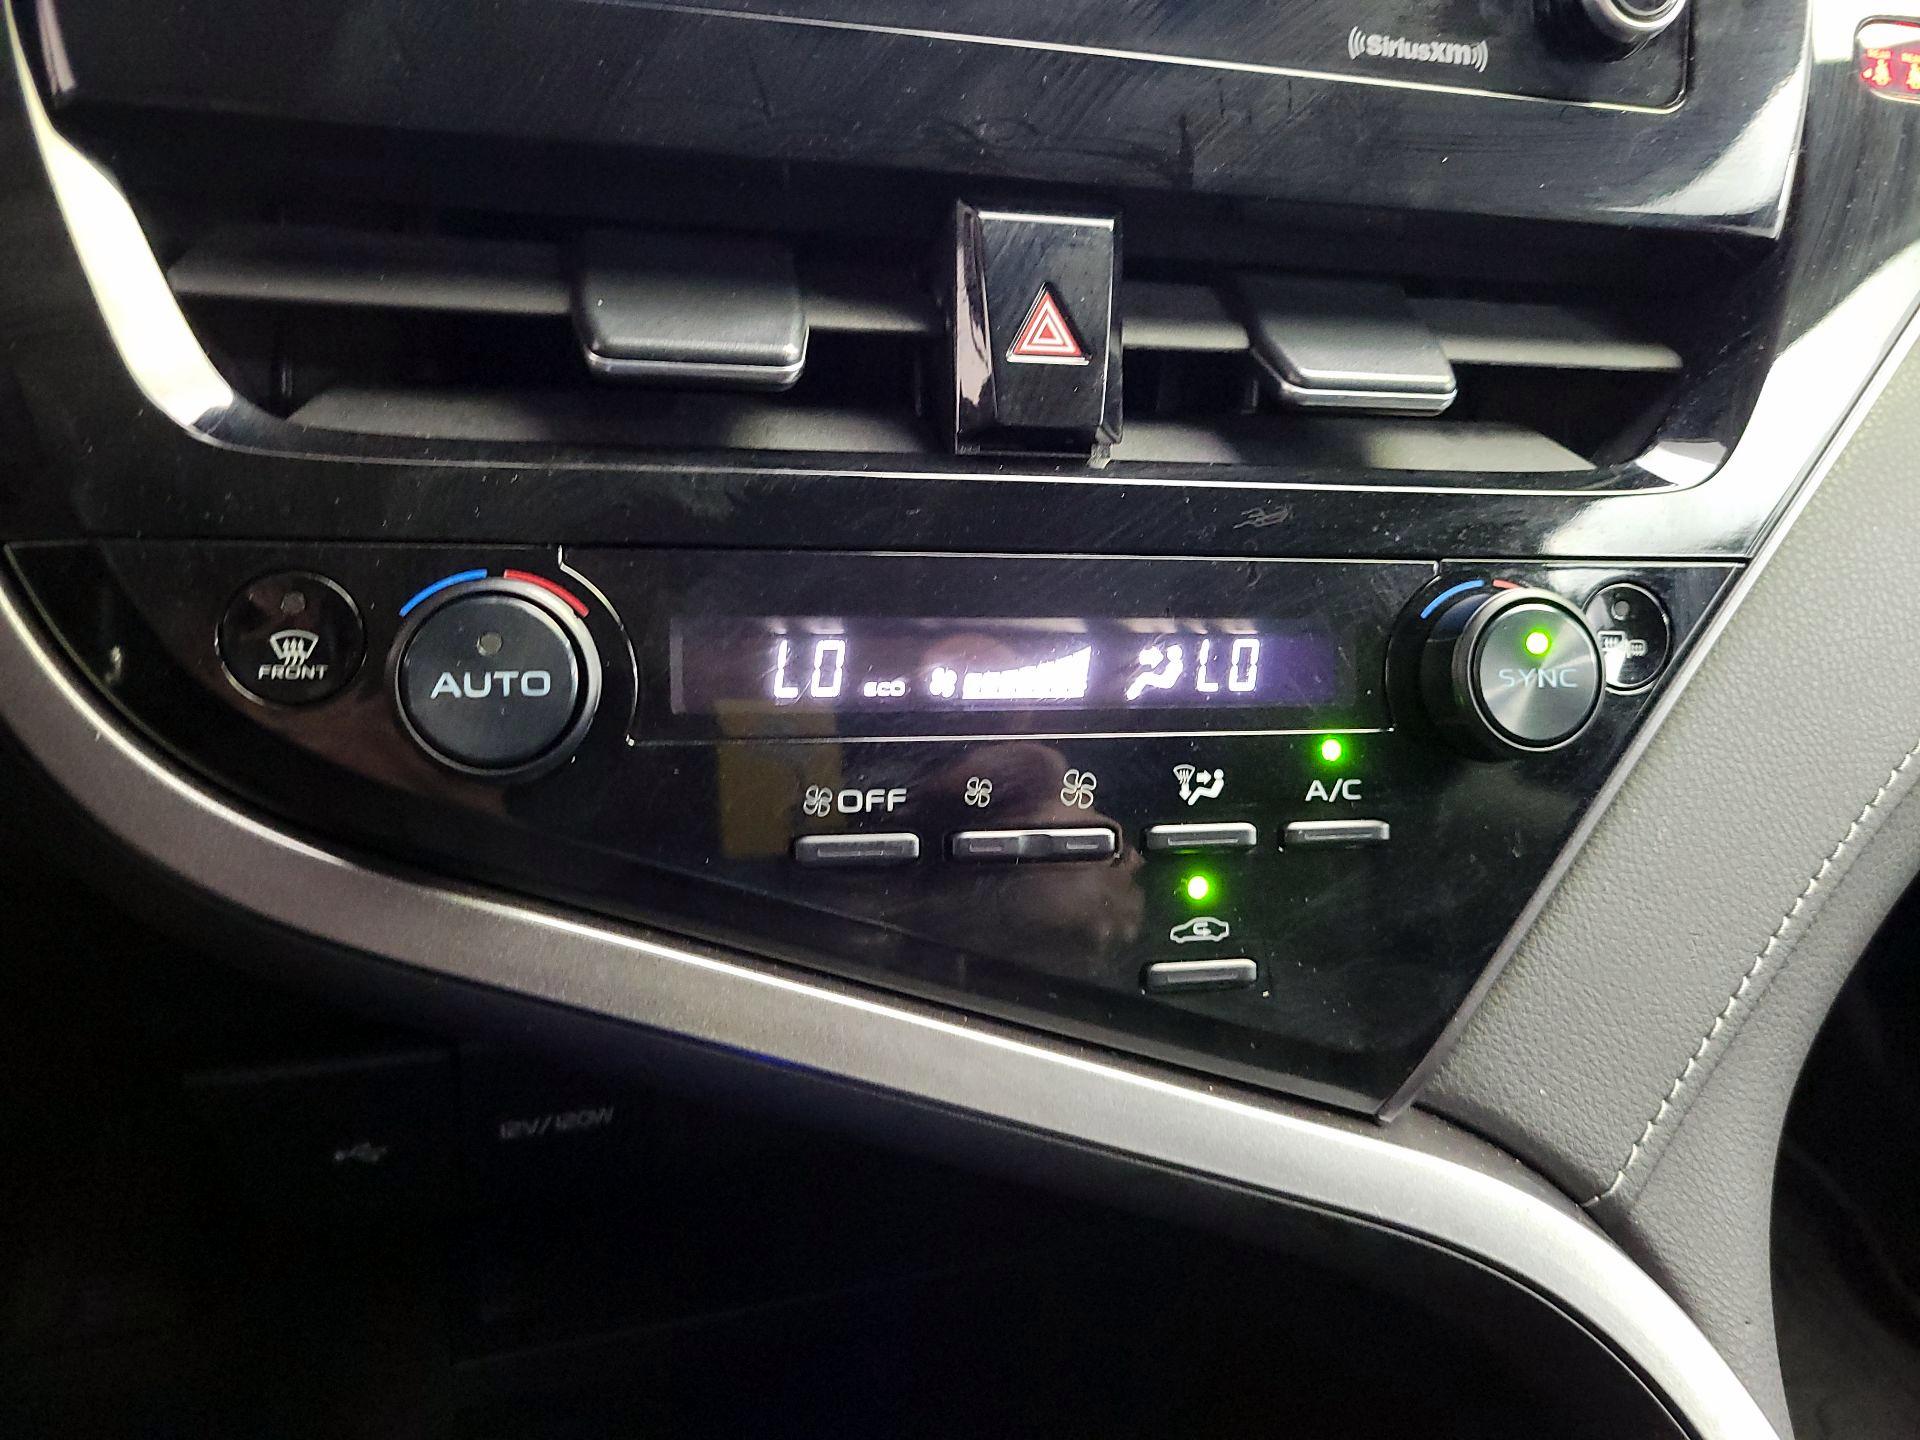 ((SiriusXM))
FRONT
AUTO
LO ECO LO
SYNC
OFF
A/C
12V/120W